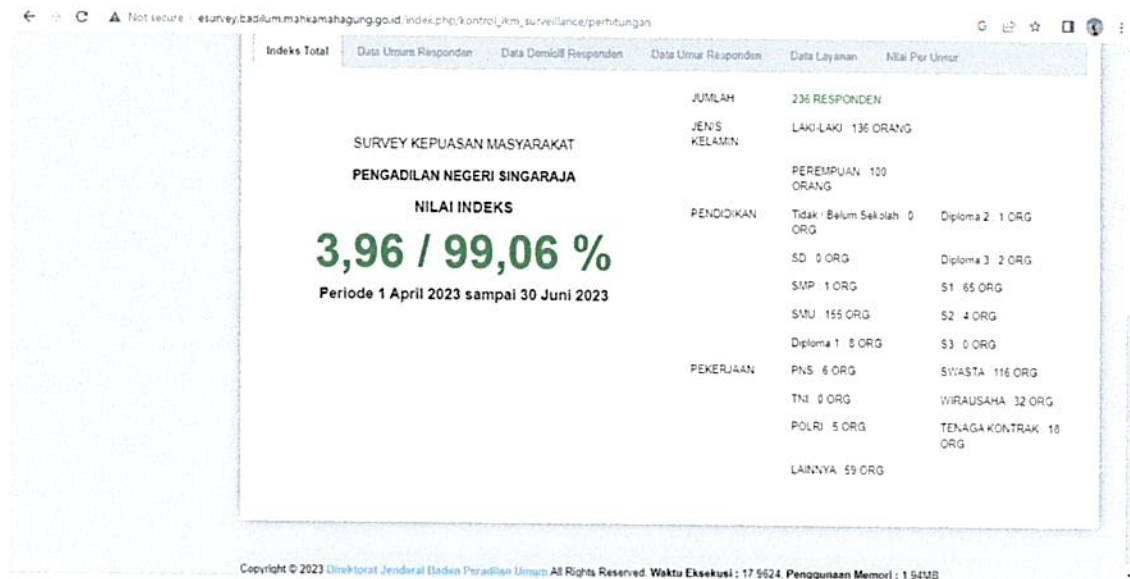 Not secure esurvey.badilum.mahkamahagung.go.id/index.php/kontrol_ikm_surveillance/perhitungan
Indeks Total Data Umum Responden Data Domisili Responden Data Umur Responden Data Layanan Nilai Per Unsur
SURVEY KEPUASAN MASYARAKAT
PENGADILAN NEGERI SINGARAJA
NILAI INDEKS
3,96 / 99,06 %
Periode 1 April 2023 sampai 30 Juni 2023
JUMLAH 236 RESPONDEN
JENIS LAKI-LAKI : 136 ORANG
KELAMIN
PEREMPUAN : 100
ORANG
PENDIDIKAN Tidak / Belum Sekolah : 0 Diploma 2 : 1 ORG
ORG
SD : 0 ORG Diploma 3 : 2 ORG
SMP : 1 ORG S1 : 65 ORG
SMU : 155 ORG S2 : 4 ORG
Diploma 1 : 8 ORG S3 : 0 ORG
PEKERJAAN PNS : 6 ORG SWASTA : 116 ORG
TNI : 0 ORG WIRAUSAHA : 32 ORG
POLRI : 5 ORG TENAGA KONTRAK : 18
ORG
LAINNYA : 59 ORG
Copyright © 2023 Direktorat Jenderal Badan Peradilan Umum All Rights Reserved. Waktu Eksekusi : 17.9624, Penggunaan Memori : 1.94MB